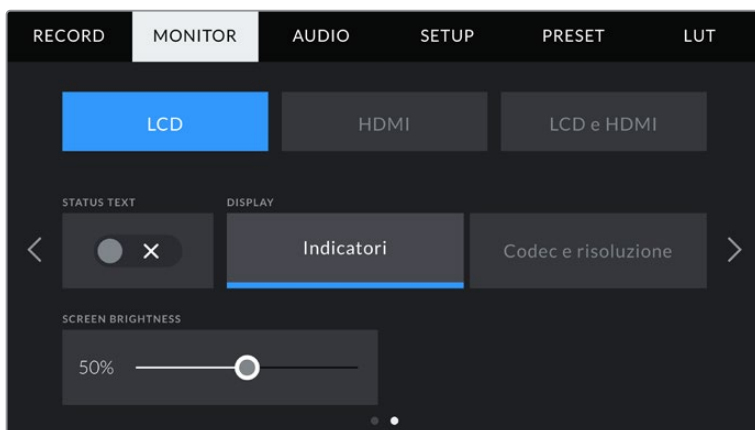 RECORD MONITOR AUDIO SETUP PRESET LUT
LCD HDMI LCD e HDMI
STATUS TEXT DISPLAY
Indicatori Codec e risoluzione
SCREEN BRIGHTNESS
50%